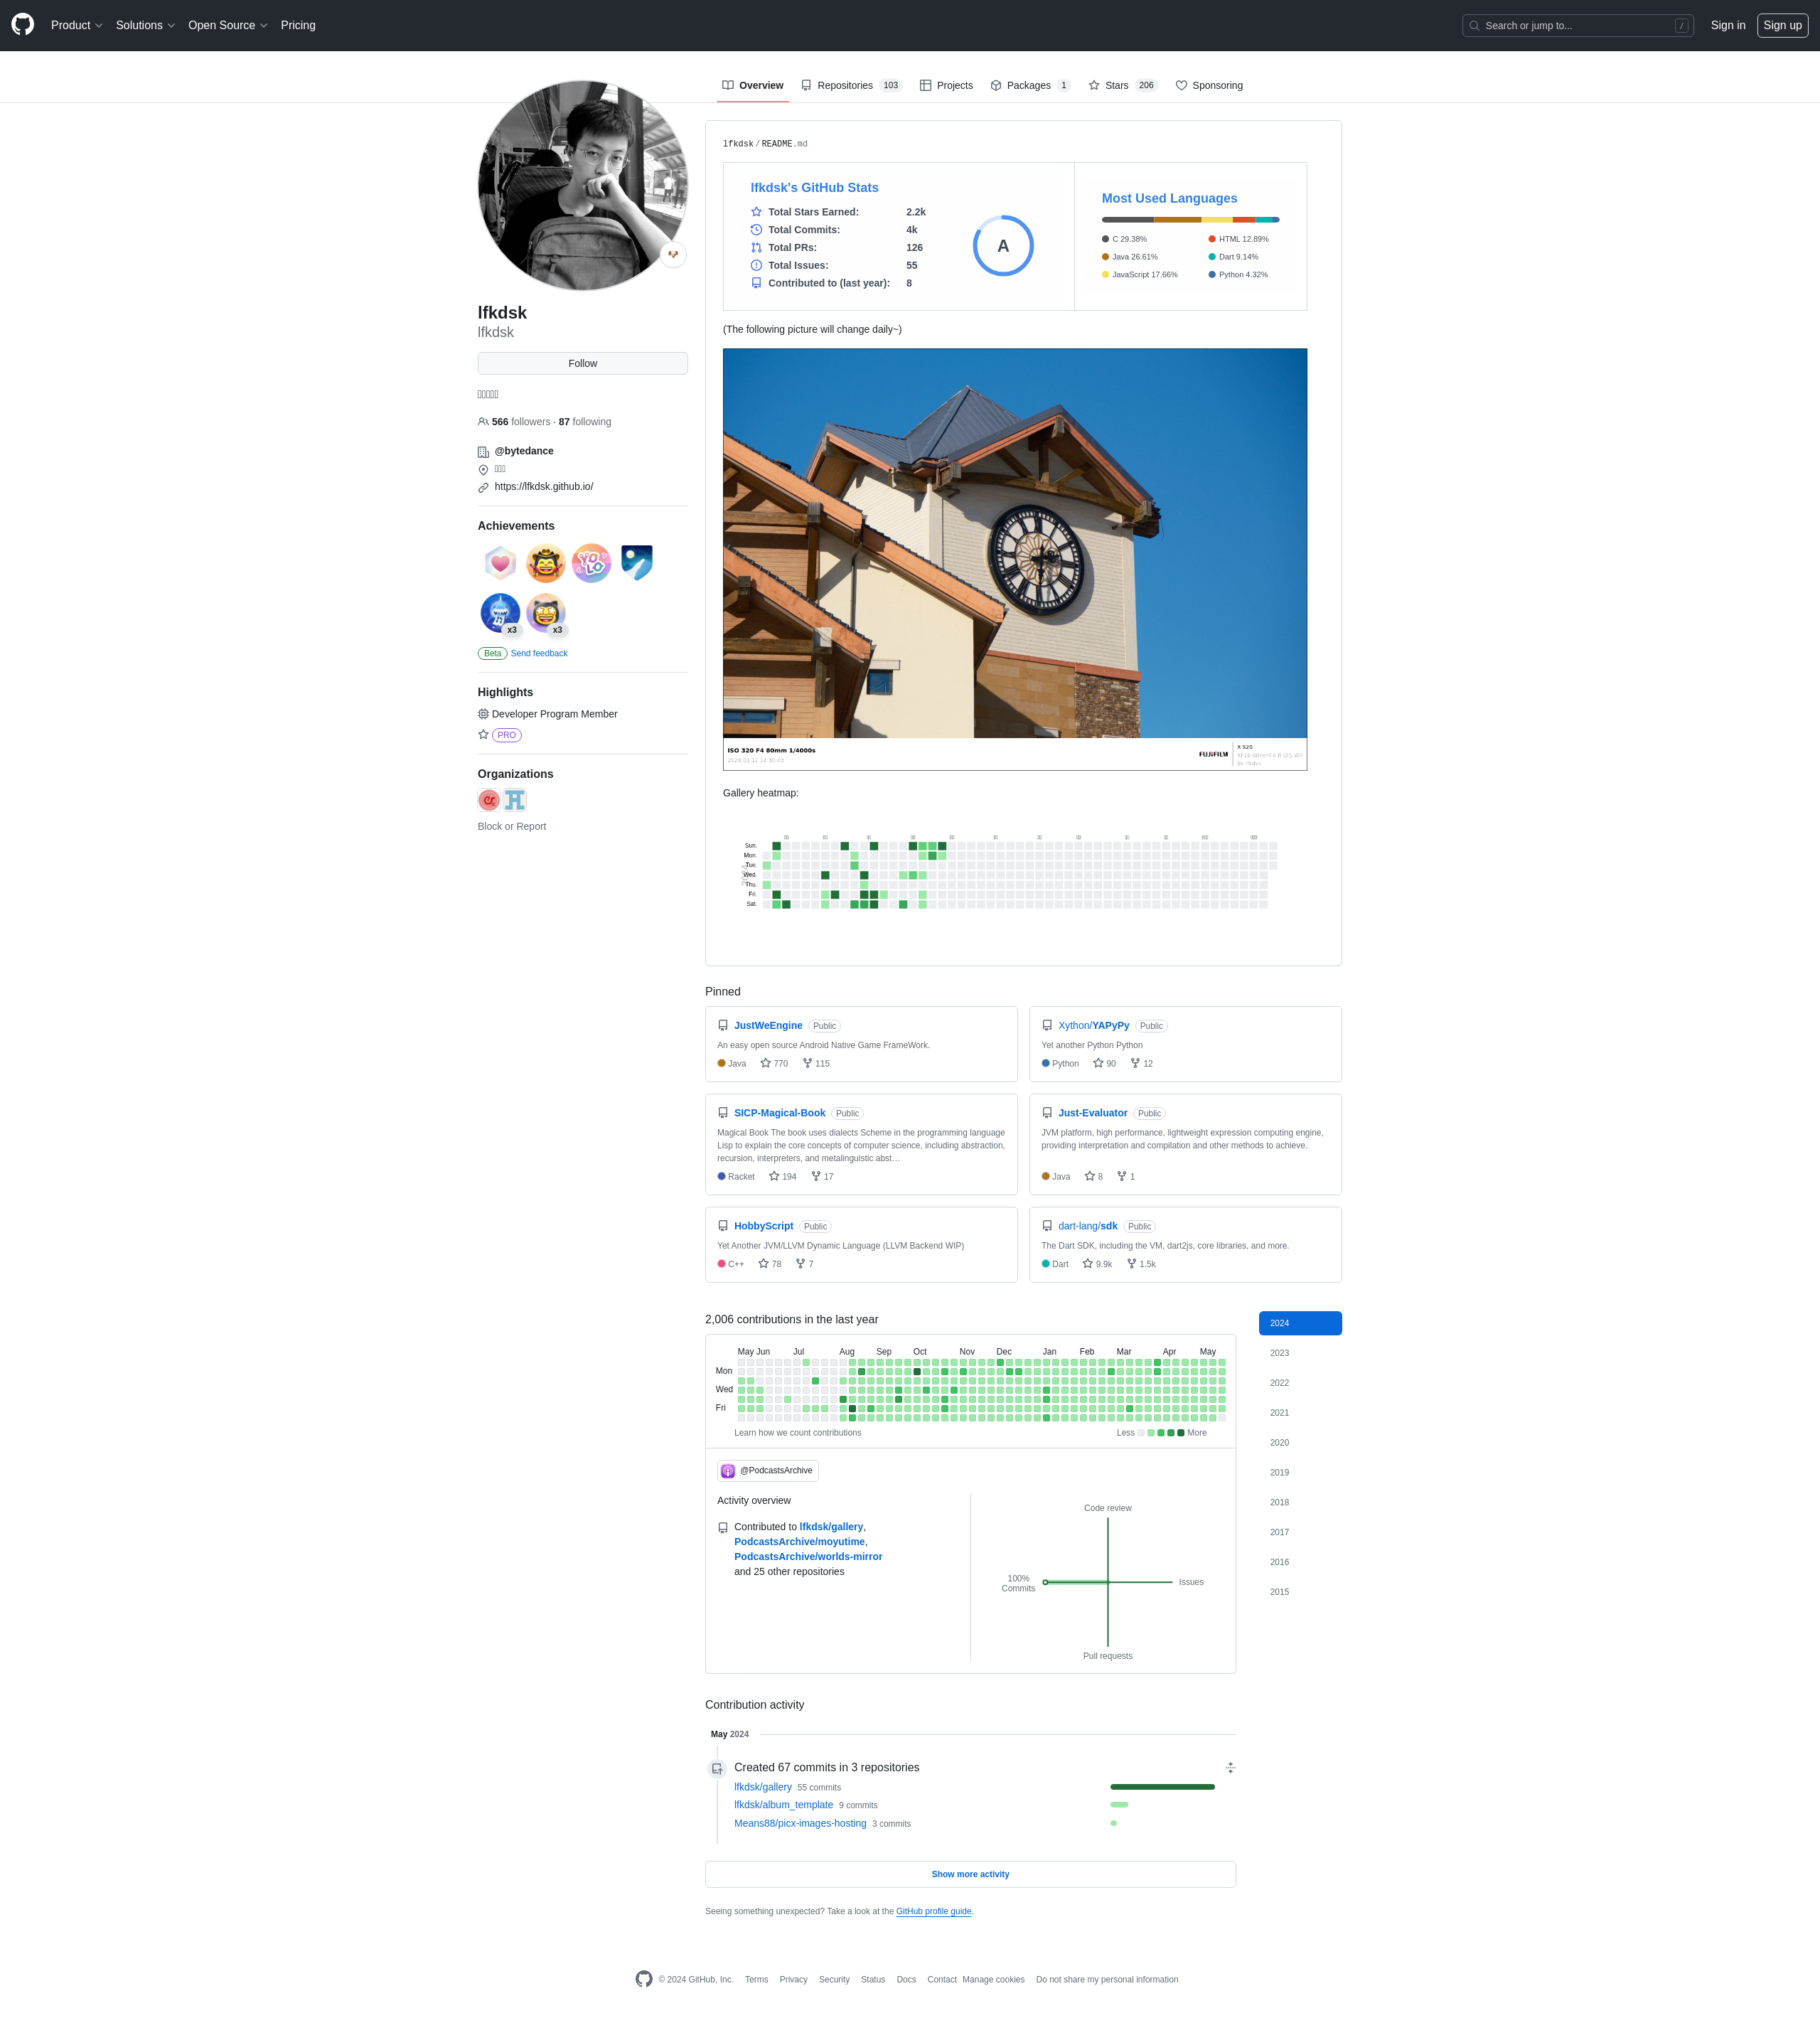 Product Solutions Open Source Pricing Search or jump to... / Sign in Sign up
Overview Repositories 103 Projects Packages 1 Stars 206 Sponsoring
lfkdsk
lfkdsk
Follow
566 followers · 87 following
@bytedance
https://lfkdsk.github.io/
Achievements
YOLO
x3 x3
Beta Send feedback
Highlights
Developer Program Member
PRO
Organizations
Block or Report
lfkdsk / README.md
lfkdsk's GitHub Stats
Total Stars Earned: 2.2k
Total Commits: 4k
Total PRs: 126
Total Issues: 55
Contributed to (last year): 8
A
Most Used Languages
C 29.38% HTML 12.89%
Java 26.61% Dart 9.14%
JavaScript 17.66% Python 4.32%
(The following picture will change daily~)
ISO 320 F4 80mm 1/4000s
FUJIFILM
Gallery heatmap:
Sun.
Mon.
Tue.
Wed.
Thu.
Fri.
Sat.
Pinned
JustWeEngine Public
An easy open source Android Native Game FrameWork.
Java 770 115
Xython/YAPyPy Public
Yet another Python Python
Python 90 12
SICP-Magical-Book Public
Magical Book The book uses dialects Scheme in the programming language
Lisp to explain the core concepts of computer science, including abstraction,
recursion, interpreters, and metalinguistic abst…
Racket 194 17
Just-Evaluator Public
JVM platform, high performance, lightweight expression computing engine,
providing interpretation and compilation and other methods to achieve.
Java 8 1
HobbyScript Public
Yet Another JVM/LLVM Dynamic Language (LLVM Backend WIP)
C++ 78 7
dart-lang/sdk Public
The Dart SDK, including the VM, dart2js, core libraries, and more.
Dart 9.9k 1.5k
2,006 contributions in the last year
May Jun Jul Aug Sep Oct Nov Dec Jan Feb Mar Apr May
Mon
Wed
Fri
Learn how we count contributions Less More
2024
2023
2022
2021
2020
2019
2018
2017
2016
2015
@PodcastsArchive
Activity overview
Contributed to lfkdsk/gallery,
PodcastsArchive/moyutime,
PodcastsArchive/worlds-mirror
and 25 other repositories
Code review
100%
Commits
Issues
Pull requests
Contribution activity
May 2024
Created 67 commits in 3 repositories
lfkdsk/gallery 55 commits
lfkdsk/album_template 9 commits
Means88/picx-images-hosting 3 commits
Show more activity
Seeing something unexpected? Take a look at the GitHub profile guide.
© 2024 GitHub, Inc. Terms Privacy Security Status Docs Contact Manage cookies Do not share my personal information